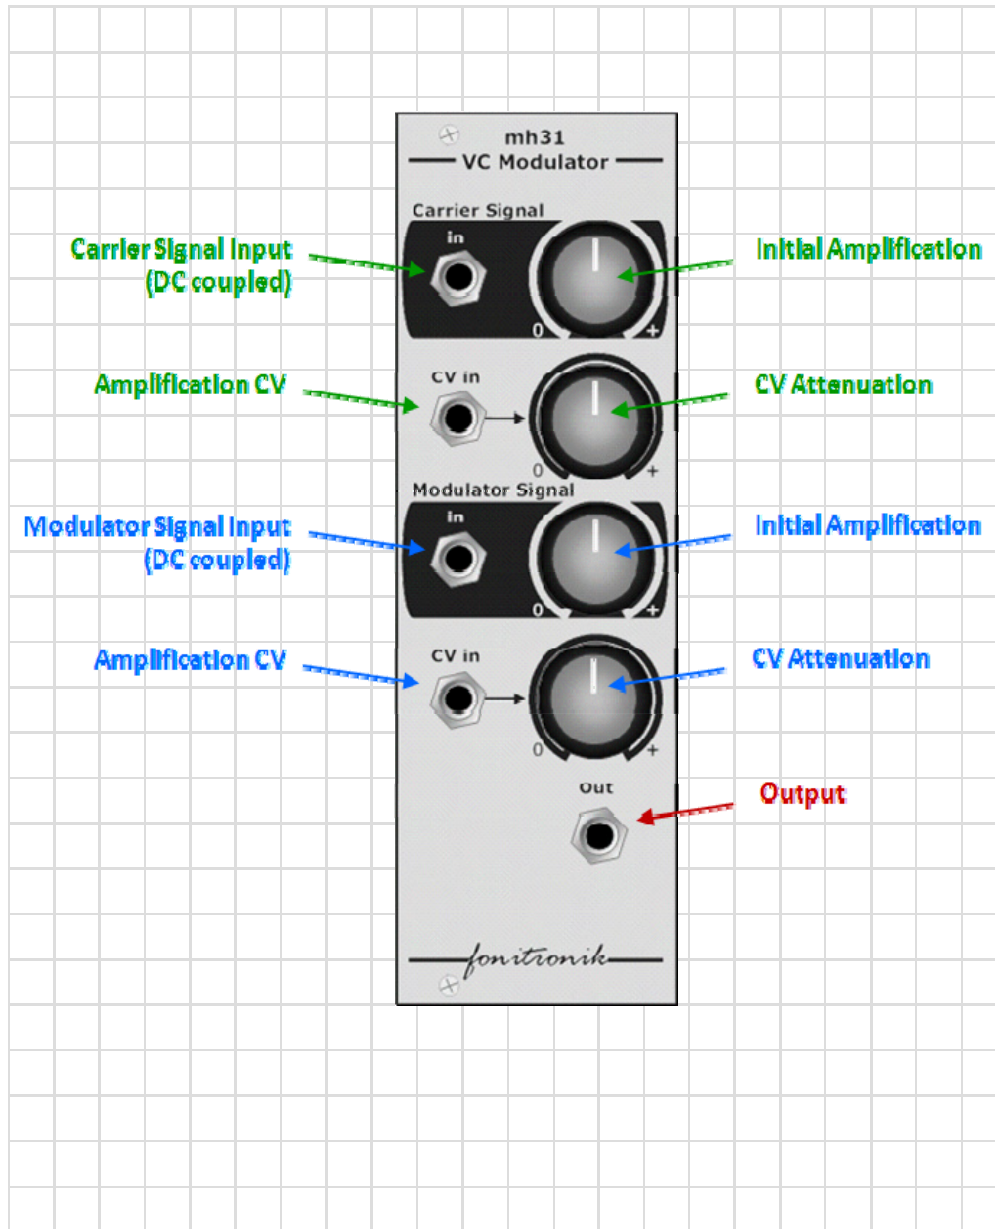 mh31
VC Modulator
Carrier Signal
in
0 +
Carrier Signal Input
(DC coupled)
Initial Amplification
CV in
0 +
Amplification CV
CV Attenuation
Modulator Signal
in
0 +
Modulator Signal Input
(DC coupled)
Initial Amplification
CV in
0 +
Amplification CV
CV Attenuation
Out
Output
fonitronik